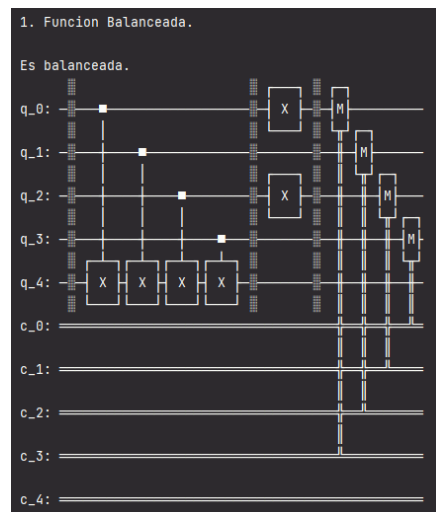 1. Funcion Balanceada.
Es balanceada.
q_0: X M
q_1: M
q_2: X M
q_3: M
q_4: X X X X
c_0:
c_1:
c_2:
c_3:
c_4: